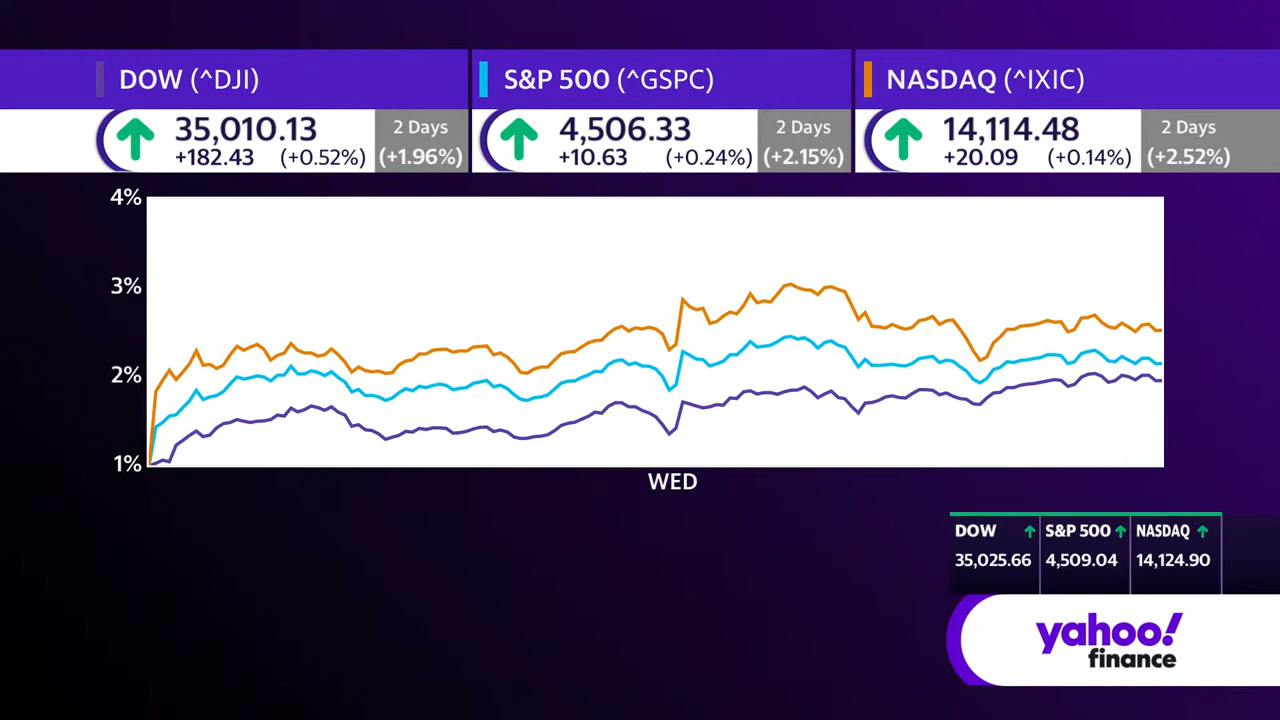 DOW (^DJI)
35,010.13
+182.43 (+0.52%)
2 Days
(+1.96%)
S&P 500 (^GSPC)
4,506.33
+10.63 (+0.24%)
2 Days
(+2.15%)
NASDAQ (^IXIC)
14,114.48
+20.09 (+0.14%)
2 Days
(+2.52%)
4%
3%
2%
1%
WED
DOW
35,025.66
S&P 500
4,509.04
NASDAQ
14,124.90
yahoo!
finance